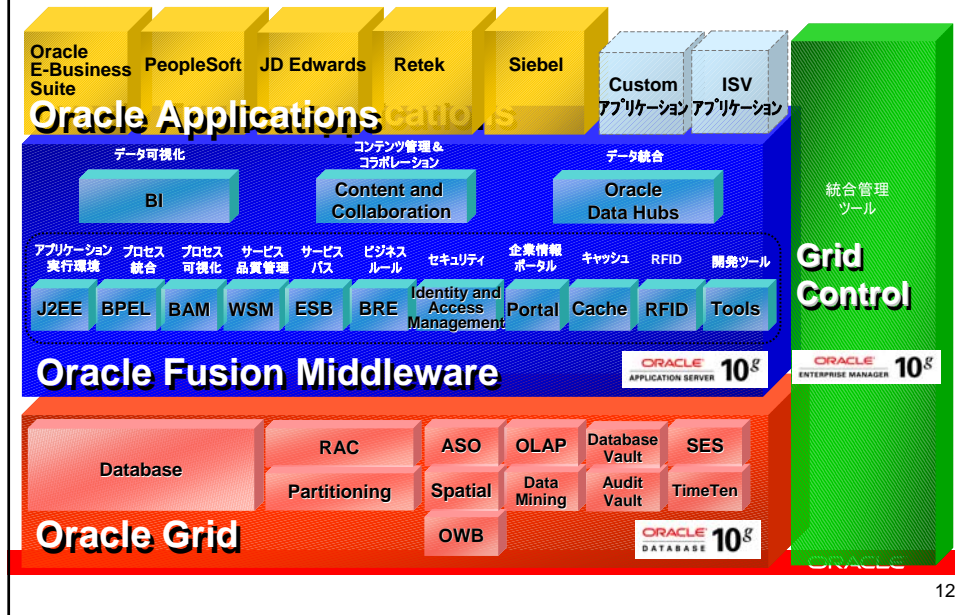 Oracle
E-Business
Suite
PeopleSoft
JD Edwards
Retek
Siebel
Custom
アプリケーション
ISV
アプリケーション
Oracle Applications
データ可視化
BI
コンテンツ管理&
コラボレーション
Content and
Collaboration
データ統合
Oracle
Data Hubs
アプリケーション
実行環境
プロセス
統合
プロセス
可視化
サービス
品質管理
サービス
バス
ビジネス
ルール
セキュリティ
企業情報
ポータル
キャッシュ
RFID
開発ツール
J2EE
BPEL
BAM
WSM
ESB
BRE
Identity and
Access
Management
Portal
Cache
RFID
Tools
Oracle Fusion Middleware
ORACLE
APPLICATION SERVER
10g
統合管理
ツール
Grid
Control
ORACLE
ENTERPRISE MANAGER
10g
Database
RAC
Partitioning
ASO
Spatial
OWB
OLAP
Data
Mining
Database
Vault
Audit
Vault
SES
TimeTen
Oracle Grid
ORACLE
DATABASE
10g
ORACLE
12